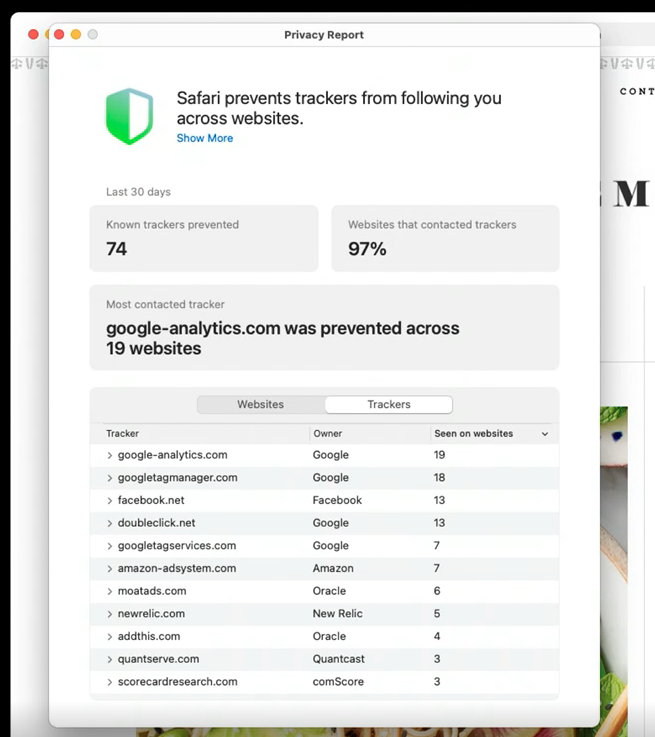 Privacy Report
CONT
M
Safari prevents trackers from following you
across websites.
Show More
Last 30 days
Known trackers prevented
74
Websites that contacted trackers
97%
Most contacted tracker
google-analytics.com was prevented across
19 websites
Websites Trackers
Tracker Owner Seen on websites
google-analytics.com Google 19
googletagmanager.com Google 18
facebook.net Facebook 13
doubleclick.net Google 13
googletagservices.com Google 7
amazon-adsystem.com Amazon 7
moatads.com Oracle 6
newrelic.com New Relic 5
addthis.com Oracle 4
quantserve.com Quantcast 3
scorecardresearch.com comScore 3